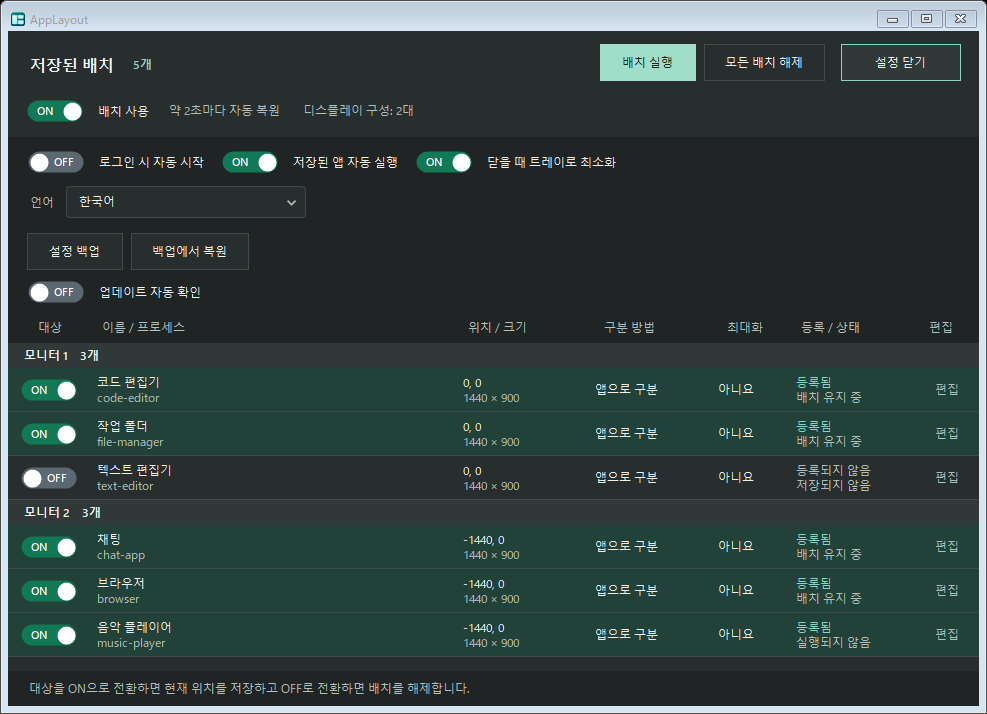 AppLayout
저장된 배치 5개
배치 실행 모든 배치 해제 설정 닫기
ON 배치 사용 약 2초마다 자동 복원 디스플레이 구성: 2대
OFF 로그인 시 자동 시작 ON 저장된 앱 자동 실행 ON 닫을 때 트레이로 최소화
언어 한국어
설정 백업 백업에서 복원
OFF 업데이트 자동 확인
대상 이름 / 프로세스 위치 / 크기 구분 방법 최대화 등록 / 상태 편집
모니터 1 3개
ON 코드 편집기 0, 0 앱으로 구분 아니요 등록됨 편집
code-editor 1440 × 900 배치 유지 중
ON 작업 폴더 0, 0 앱으로 구분 아니요 등록됨 편집
file-manager 1440 × 900 배치 유지 중
OFF 텍스트 편집기 0, 0 앱으로 구분 아니요 등록되지 않음 편집
text-editor 1440 × 900 저장되지 않음
모니터 2 3개
ON 채팅 -1440, 0 앱으로 구분 아니요 등록됨 편집
chat-app 1440 × 900 배치 유지 중
ON 브라우저 -1440, 0 앱으로 구분 아니요 등록됨 편집
browser 1440 × 900 배치 유지 중
ON 음악 플레이어 -1440, 0 앱으로 구분 아니요 등록됨 편집
music-player 1440 × 900 실행되지 않음
대상을 ON으로 전환하면 현재 위치를 저장하고 OFF로 전환하면 배치를 해제합니다.